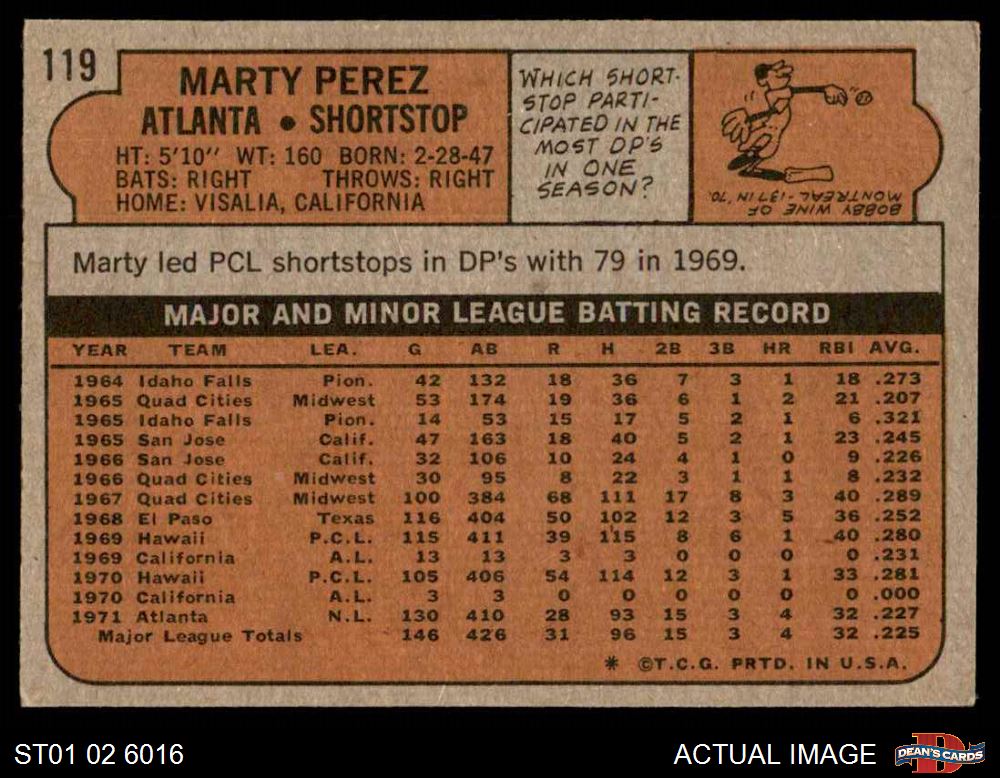 119
MARTY PEREZ
ATLANTA • SHORTSTOP
HT: 5'10" WT: 160 BORN: 2-28-47
BATS: RIGHT THROWS: RIGHT
HOME: VISALIA, CALIFORNIA
WHICH SHORT-
STOP PARTI-
CIPATED IN THE
MOST DP'S
IN ONE
SEASON?
BOBBY WINE OF
MONTREAL-137 IN '70.
Marty led PCL shortstops in DP's with 79 in 1969.
MAJOR AND MINOR LEAGUE BATTING RECORD
YEAR TEAM LEA. G AB R H 2B 3B HR RBI AVG.
1964 Idaho Falls Pion. 42 132 18 36 7 3 1 18 .273
1965 Quad Cities Midwest 53 174 19 36 6 1 2 21 .207
1965 Idaho Falls Pion. 14 53 15 17 5 2 1 6 .321
1965 San Jose Calif. 47 163 18 40 5 2 1 23 .245
1966 San Jose Calif. 32 106 10 24 4 1 0 9 .226
1966 Quad Cities Midwest 30 95 8 22 3 1 1 8 .232
1967 Quad Cities Midwest 100 384 68 111 17 8 3 40 .289
1968 El Paso Texas 116 404 50 102 12 3 5 36 .252
1969 Hawaii P.C.L. 115 411 39 115 8 6 1 40 .280
1969 California A.L. 13 13 3 3 0 0 0 0 .231
1970 Hawaii P.C.L. 105 406 54 114 12 3 1 33 .281
1970 California A.L. 3 3 0 0 0 0 0 0 .000
1971 Atlanta N.L. 130 410 28 93 15 3 4 32 .227
Major League Totals 146 426 31 96 15 3 4 32 .225
* ©T.C.G. PRTD. IN U.S.A.
ST01 02 6016
ACTUAL IMAGE
DEAN'S CARDS